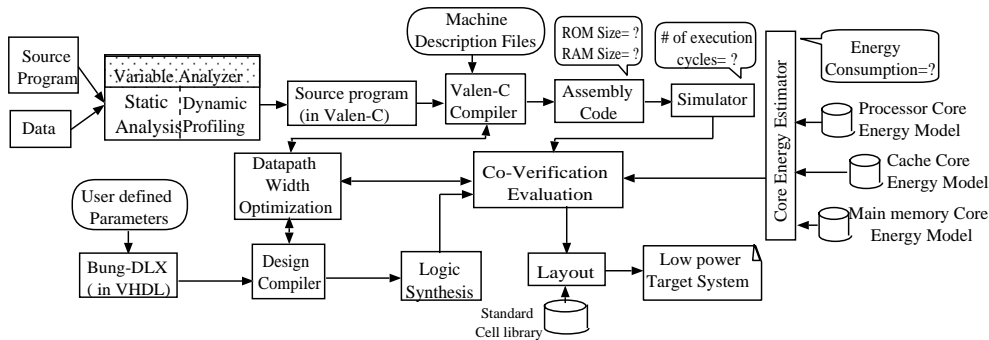 Source
Program
Data
Variable Analyzer
Static
Analysis
Dynamic
Profiling
Source program
(in Valen-C)
Machine
Description Files
Valen-C
Compiler
ROM Size= ?
RAM Size= ?
Assembly
Code
# of execution
cycles= ?
Simulator
Core Energy Estimator
Energy
Consumption=?
Processor Core
Energy Model
Cache Core
Energy Model
Main memory Core
Energy Model
Datapath
Width
Optimization
Co-Verification
Evaluation
User defined
Parameters
Bung-DLX
( in VHDL)
Design
Compiler
Logic
Synthesis
Layout
Low power
Target System
Standard
Cell library